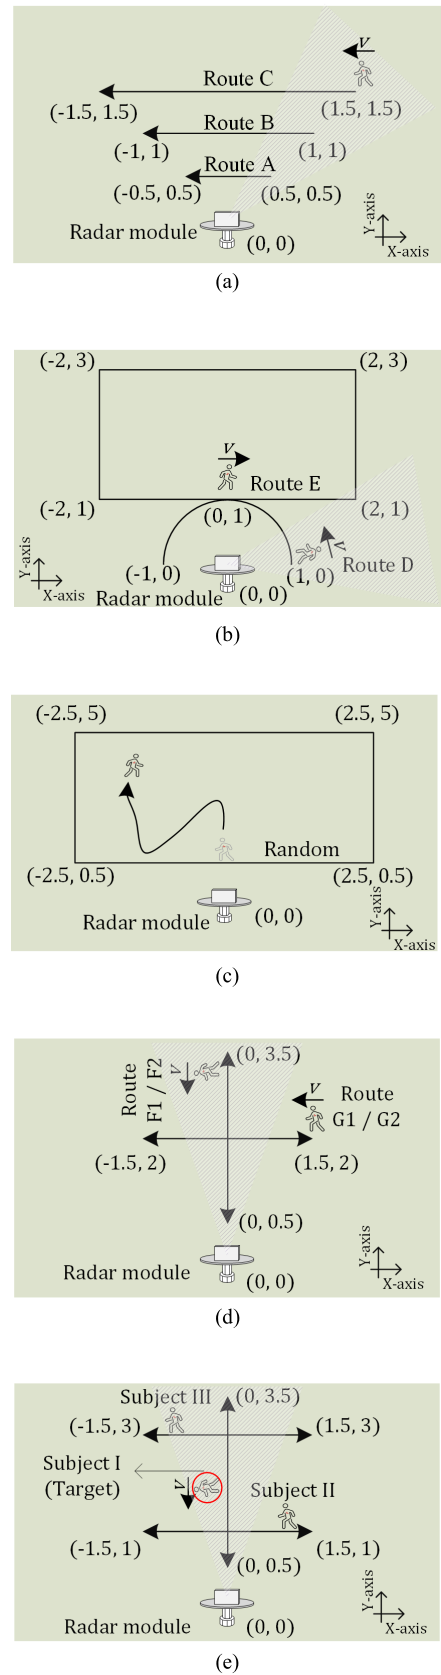 v
Route C
(-1.5, 1.5)
(1.5, 1.5)
Route B
(-1, 1)
(1, 1)
Route A
(-0.5, 0.5)
(0.5, 0.5)
Radar module
(0, 0)
Y-axis
X-axis
(a)
(-2, 3)
(2, 3)
v
Route E
(-2, 1)
(0, 1)
(2, 1)
v
Route D
(-1, 0)
(1, 0)
Radar module
(0, 0)
Y-axis
X-axis
(b)
(-2.5, 5)
(2.5, 5)
Random
(-2.5, 0.5)
(2.5, 0.5)
Radar module
(0, 0)
Y-axis
X-axis
(c)
(0, 3.5)
Route
F1 / F2
v
v
Route
G1 / G2
(-1.5, 2)
(1.5, 2)
(0, 0.5)
Radar module
(0, 0)
Y-axis
X-axis
(d)
Subject III
(0, 3.5)
(-1.5, 3)
(1.5, 3)
Subject I
(Target)
v
Subject II
(-1.5, 1)
(0, 0.5)
(1.5, 1)
Radar module
(0, 0)
Y-axis
X-axis
(e)